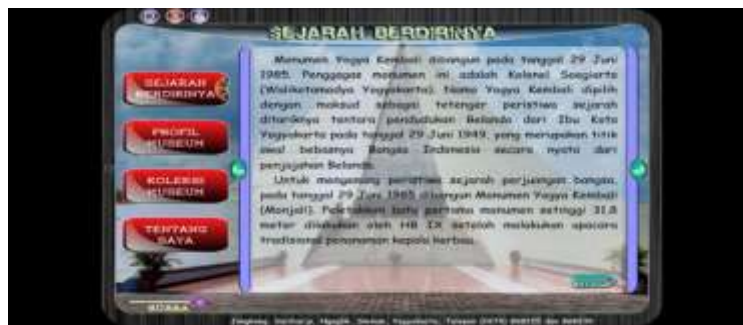 SEJARAH BERDIRINYA
SEJARAH
BERDIRINYA
PROFIL
MUSEUM
KOLEKSI
MUSEUM
TENTANG
SAYA
Monumen Yogya Kembali dibangun pada tanggal 29 Juni
1985. Penggagas monumen ini adalah Kolonel Soegiarto
(Walikotamadya Yogyakarta). Nama Yogya Kembali dipilih
dengan maksud sebagai tetenger peristiwa sejarah
ditariknya tentara pendudukan Belanda dari Ibu Kota
Yogyakarta pada tanggal 29 Juni 1949, yang merupakan titik
awal bebasnya Bangsa Indonesia secara nyata dari
penjajahan Belanda.
Untuk mengenang peristiwa sejarah perjuangan bangsa,
pada tanggal 29 Juni 1985 dibangun Monumen Yogya Kembali
(Monjali). Peletakan batu pertama monumen setinggi 31,8
meter dilakukan oleh HB IX setelah melakukan upacara
tradisional penanaman kepala kerbau.